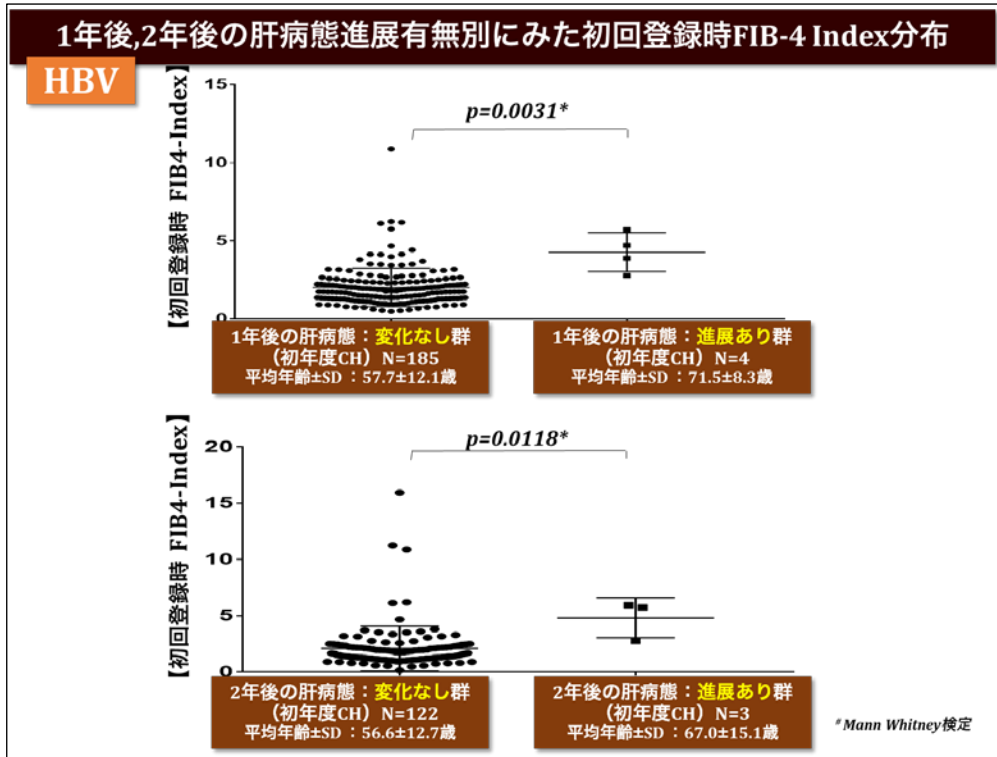 1年後,2年後の肝病態進展有無別にみた初回登録時FIB-4 Index分布
HBV
【初回登録時 FIB4-Index】
15
10
5
0
p=0.0031*
1年後の肝病態：変化なし群
（初年度CH）N=185
平均年齢±SD ：57.7±12.1歳
1年後の肝病態：進展あり群
（初年度CH）N=4
平均年齢±SD ：71.5±8.3歳
【初回登録時 FIB4-Index】
20
15
10
5
0
p=0.0118*
2年後の肝病態：変化なし群
（初年度CH）N=122
平均年齢±SD ：56.6±12.7歳
2年後の肝病態：進展あり群
（初年度CH）N=3
平均年齢±SD ：67.0±15.1歳
#Mann Whitney検定